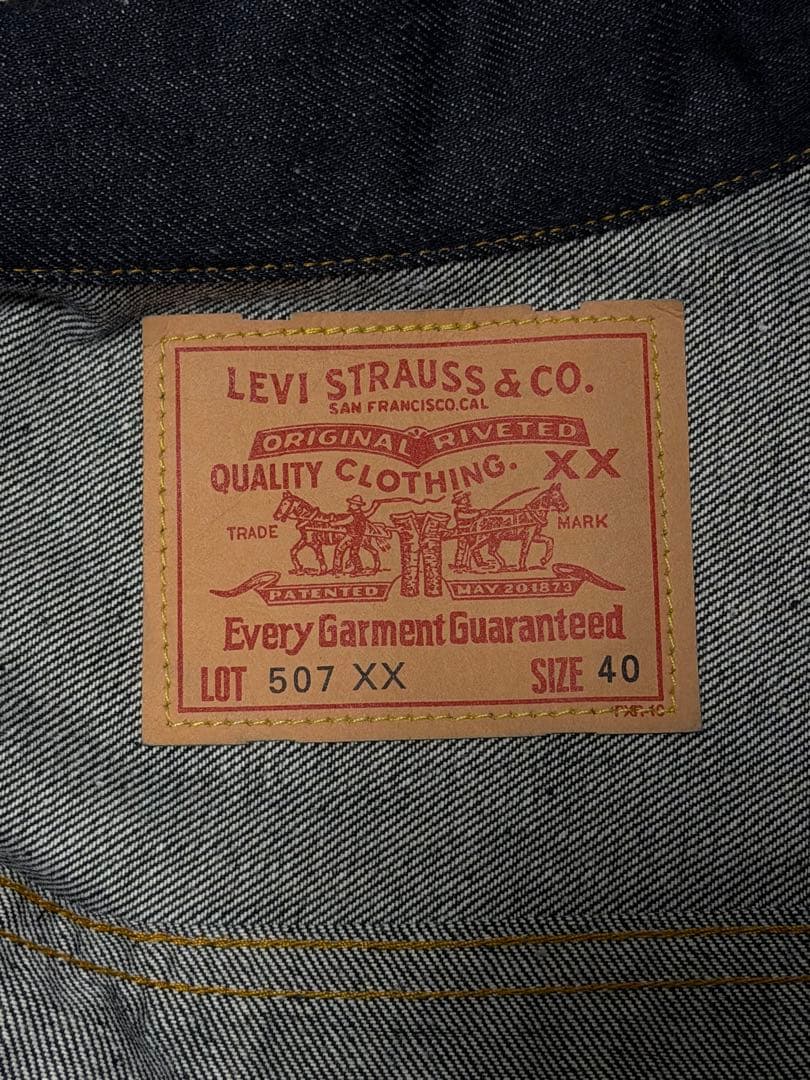 LEVI STRAUSS & CO.
SAN FRANCISCO.CAL
ORIGINAL RIVETED
QUALITY CLOTHING. XX
TRADE MARK
PATENTED MAY 20 1873
Every Garment Guaranteed
LOT 507 XX SIZE 40